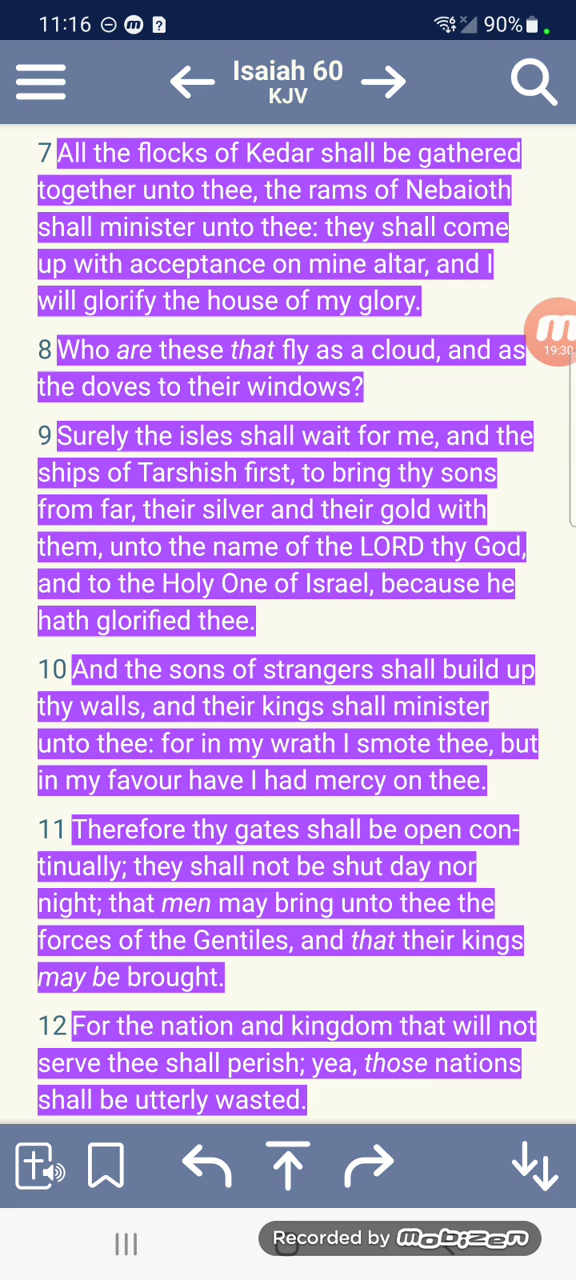 11:16 90%
Isaiah 60
KJV
7 All the flocks of Kedar shall be gathered
together unto thee, the rams of Nebaioth
shall minister unto thee: they shall come
up with acceptance on mine altar, and I
will glorify the house of my glory.
19:30
8 Who are these that fly as a cloud, and as
the doves to their windows?
9 Surely the isles shall wait for me, and the
ships of Tarshish first, to bring thy sons
from far, their silver and their gold with
them, unto the name of the LORD thy God,
and to the Holy One of Israel, because he
hath glorified thee.
10 And the sons of strangers shall build up
thy walls, and their kings shall minister
unto thee: for in my wrath I smote thee, but
in my favour have I had mercy on thee.
11 Therefore thy gates shall be open con-
tinually; they shall not be shut day nor
night; that men may bring unto thee the
forces of the Gentiles, and that their kings
may be brought.
12 For the nation and kingdom that will not
serve thee shall perish; yea, those nations
shall be utterly wasted.
Recorded by mobizen